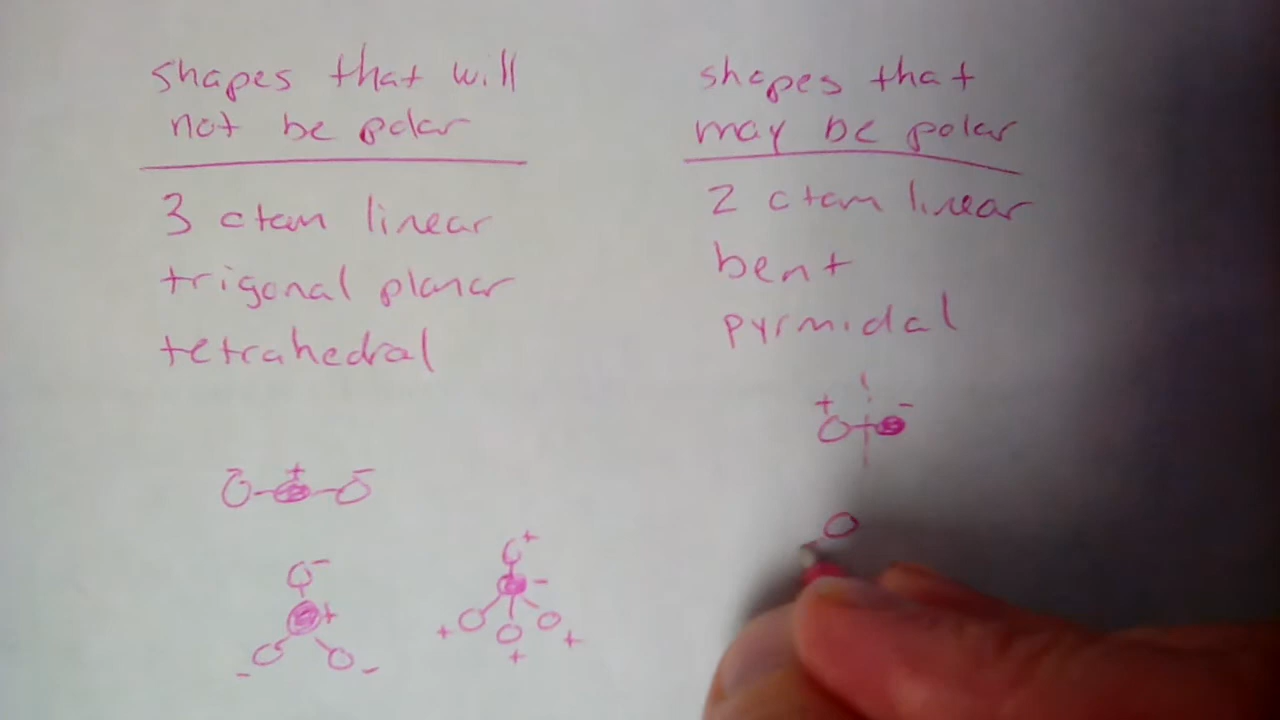 shapes that will
not be polar
3 atom linear
trigonal planar
tetrahedral
shapes that
may be polar
2 atom linear
bent
pyrmidal
+ -
- + -
- + - -
+ - + + +